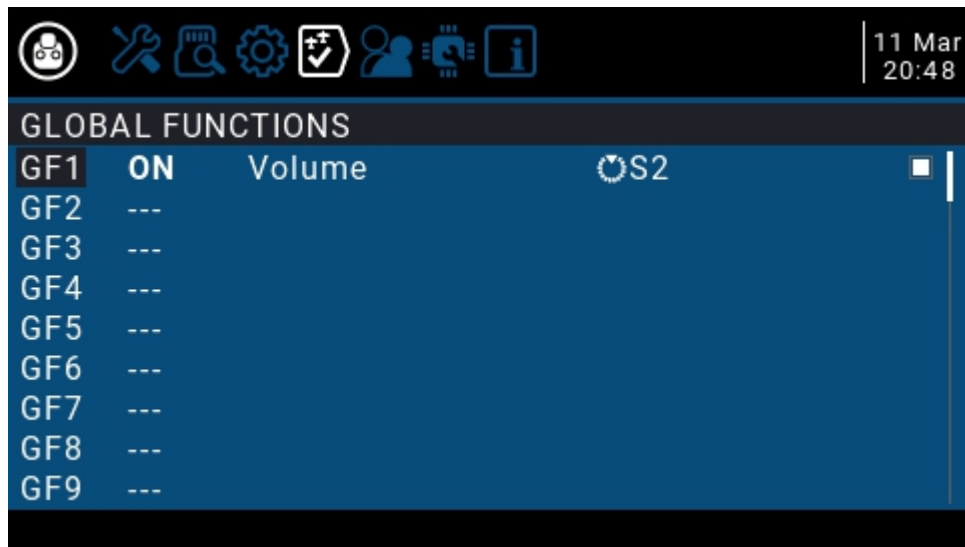 11 Mar
20:48
GLOBAL FUNCTIONS
GF1 ON Volume S2
GF2 ---
GF3 ---
GF4 ---
GF5 ---
GF6 ---
GF7 ---
GF8 ---
GF9 ---